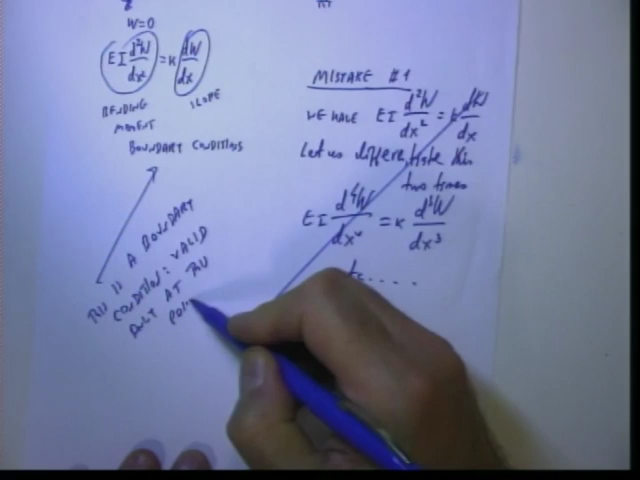 W=0
EI d²W/dx² = κ dW/dx
BENDING MOMENT
SLOPE
BOUNDARY CONDITIONS
THIS IS A BOUNDARY
CONDITION: VALID
ONLY AT THIS
POIN
MISTAKE #1
WE HAVE EI d²W/dx² = κ dW/dx
Let us differentiate this
two times
EI d⁴W/dx⁴ = κ d³W/dx³